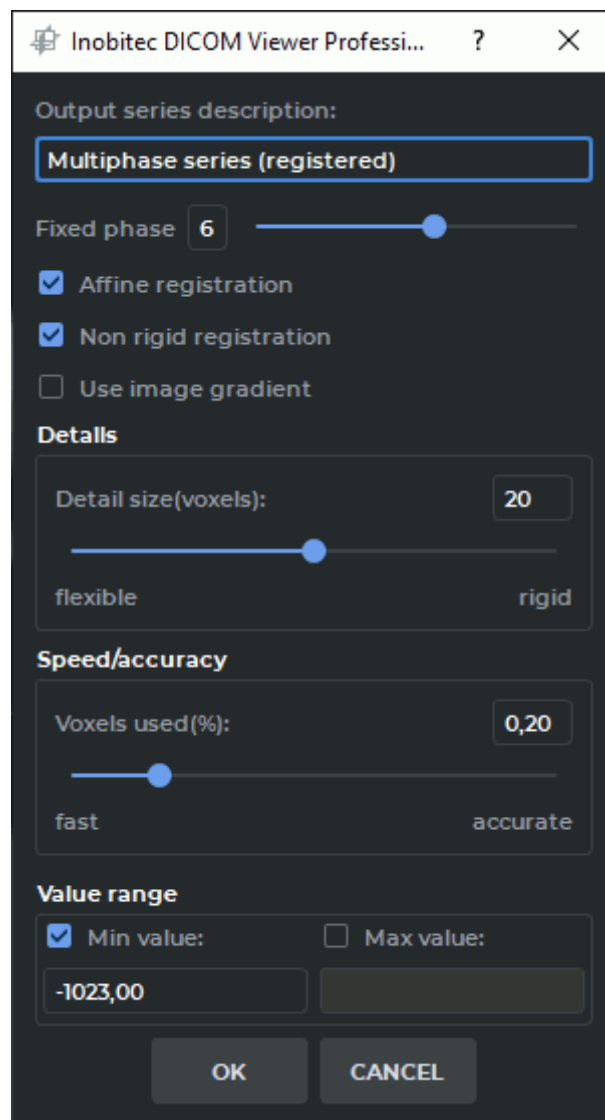 Inobitec DICOM Viewer Professi... ? ×
Output series description:
Multiphase series (registered)
Fixed phase 6
Affine registration
Non rigid registration
Use image gradient
Details
Detail size(voxels): 20
flexible rigid
Speed/accuracy
Voxels used(%): 0,20
fast accurate
Value range
Min value: Max value:
-1023,00
OK CANCEL